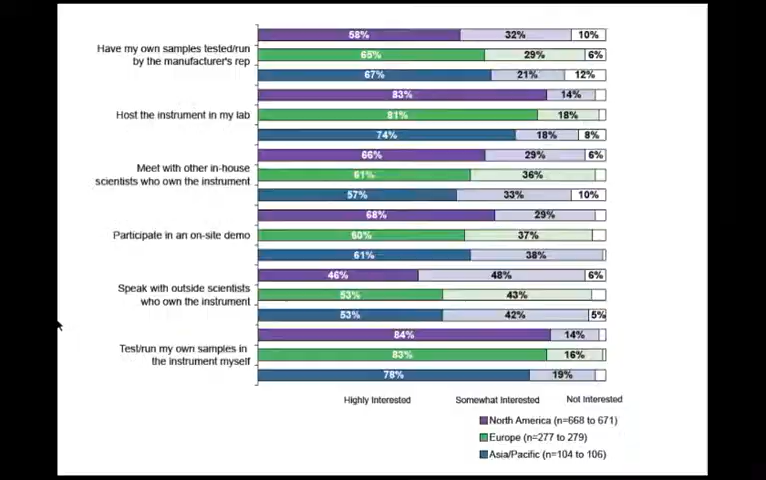 58% 32% 10%
Have my own samples tested/run
by the manufacturer's rep
65% 29% 6%
67% 21% 12%
83% 14%
Host the instrument in my lab
81% 18%
74% 18% 8%
66% 29% 6%
Meet with other in-house
scientists who own the instrument
61% 36%
57% 33% 10%
68% 29%
Participate in an on-site demo
60% 37%
61% 38%
46% 48% 6%
Speak with outside scientists
who own the instrument
53% 43%
53% 42% 5%
84% 14%
Test/run my own samples in
the instrument myself
83% 16%
78% 19%
Highly Interested Somewhat Interested Not Interested
North America (n=668 to 671)
Europe (n=277 to 279)
Asia/Pacific (n=104 to 106)